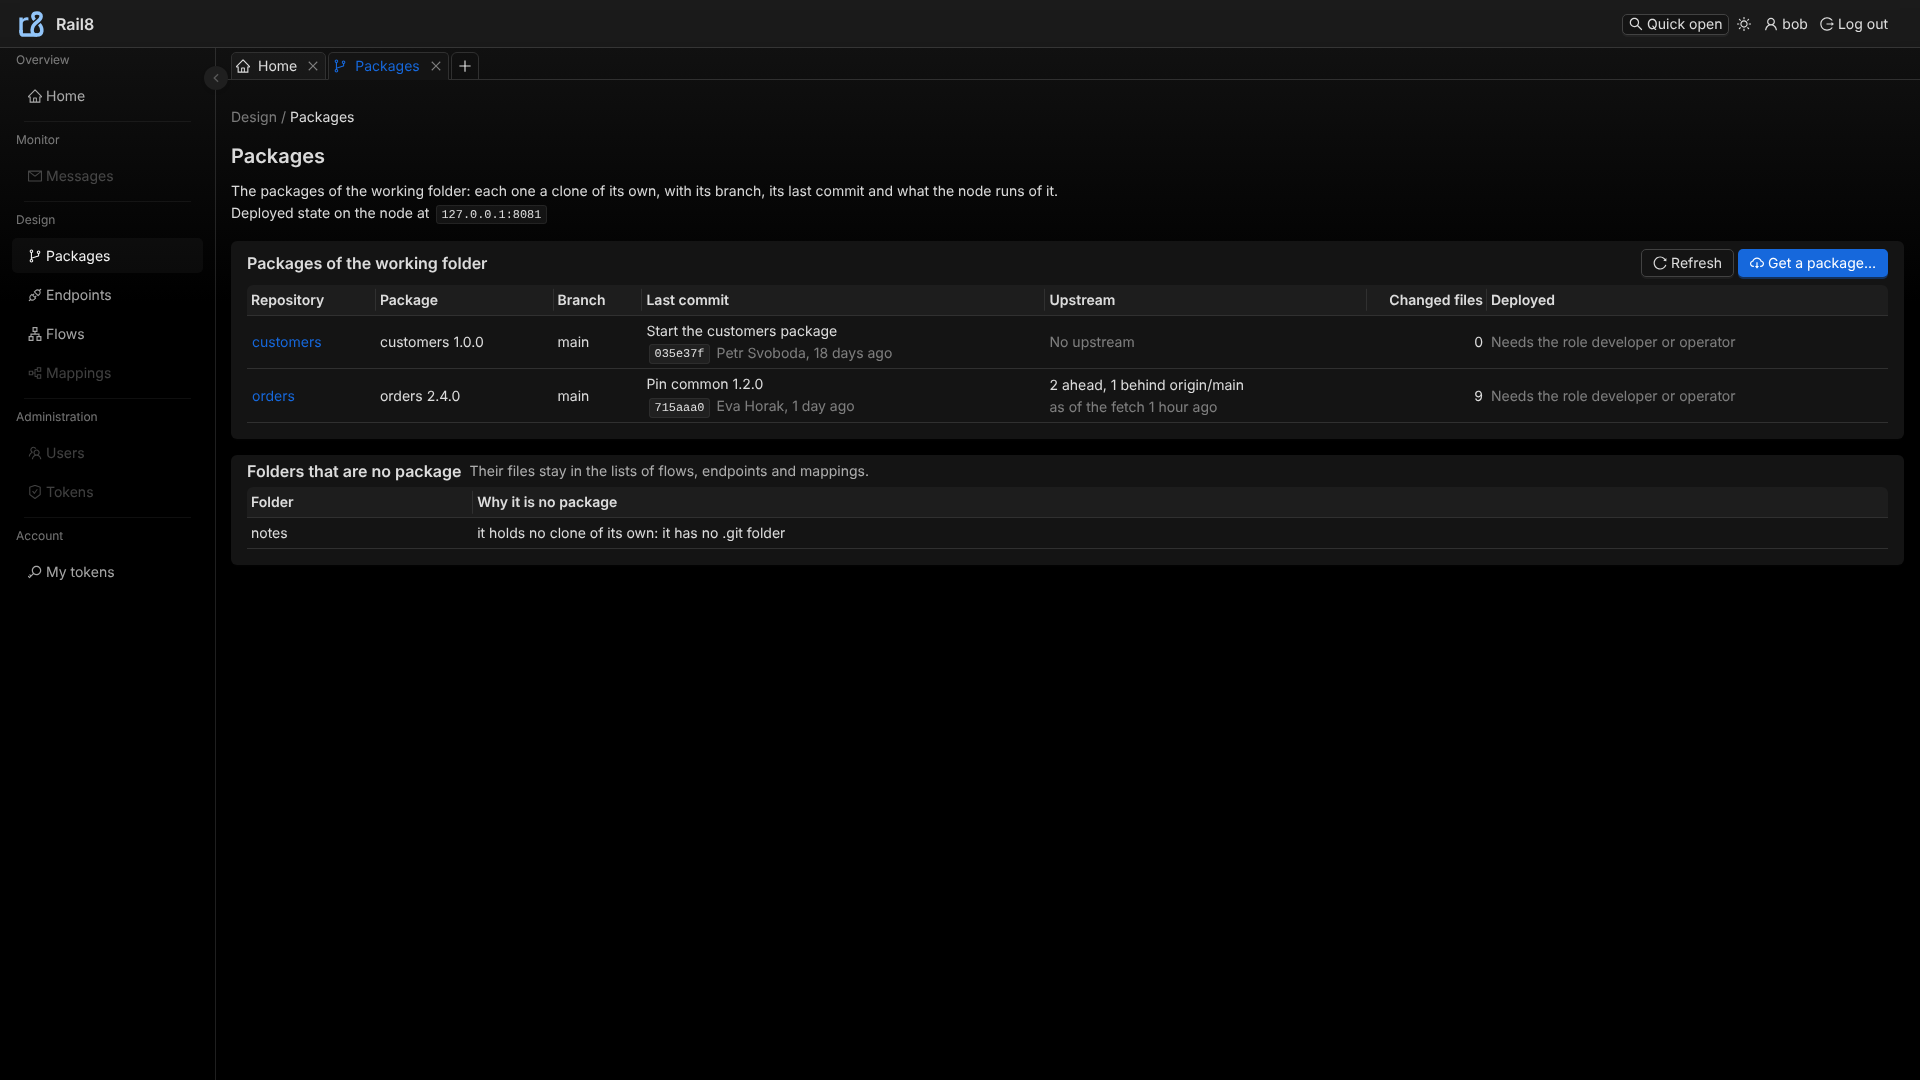 Rail8
Quick open
bob
Log out
Overview
Home
Monitor
Messages
Design
Packages
Endpoints
Flows
Mappings
Administration
Users
Tokens
Account
My tokens
Home
Packages
Design / Packages
Packages
The packages of the working folder: each one a clone of its own, with its branch, its last commit and what the node runs of it.
Deployed state on the node at 127.0.0.1:8081
Packages of the working folder
Refresh
Get a package...
Repository Package Branch Last commit Upstream Changed files Deployed
customers customers 1.0.0 main Start the customers package No upstream 0 Needs the role developer or operator
035e37f Petr Svoboda, 18 days ago
orders orders 2.4.0 main Pin common 1.2.0 2 ahead, 1 behind origin/main 9 Needs the role developer or operator
715aaa0 Eva Horak, 1 day ago as of the fetch 1 hour ago
Folders that are no package Their files stay in the lists of flows, endpoints and mappings.
Folder Why it is no package
notes it holds no clone of its own: it has no .git folder